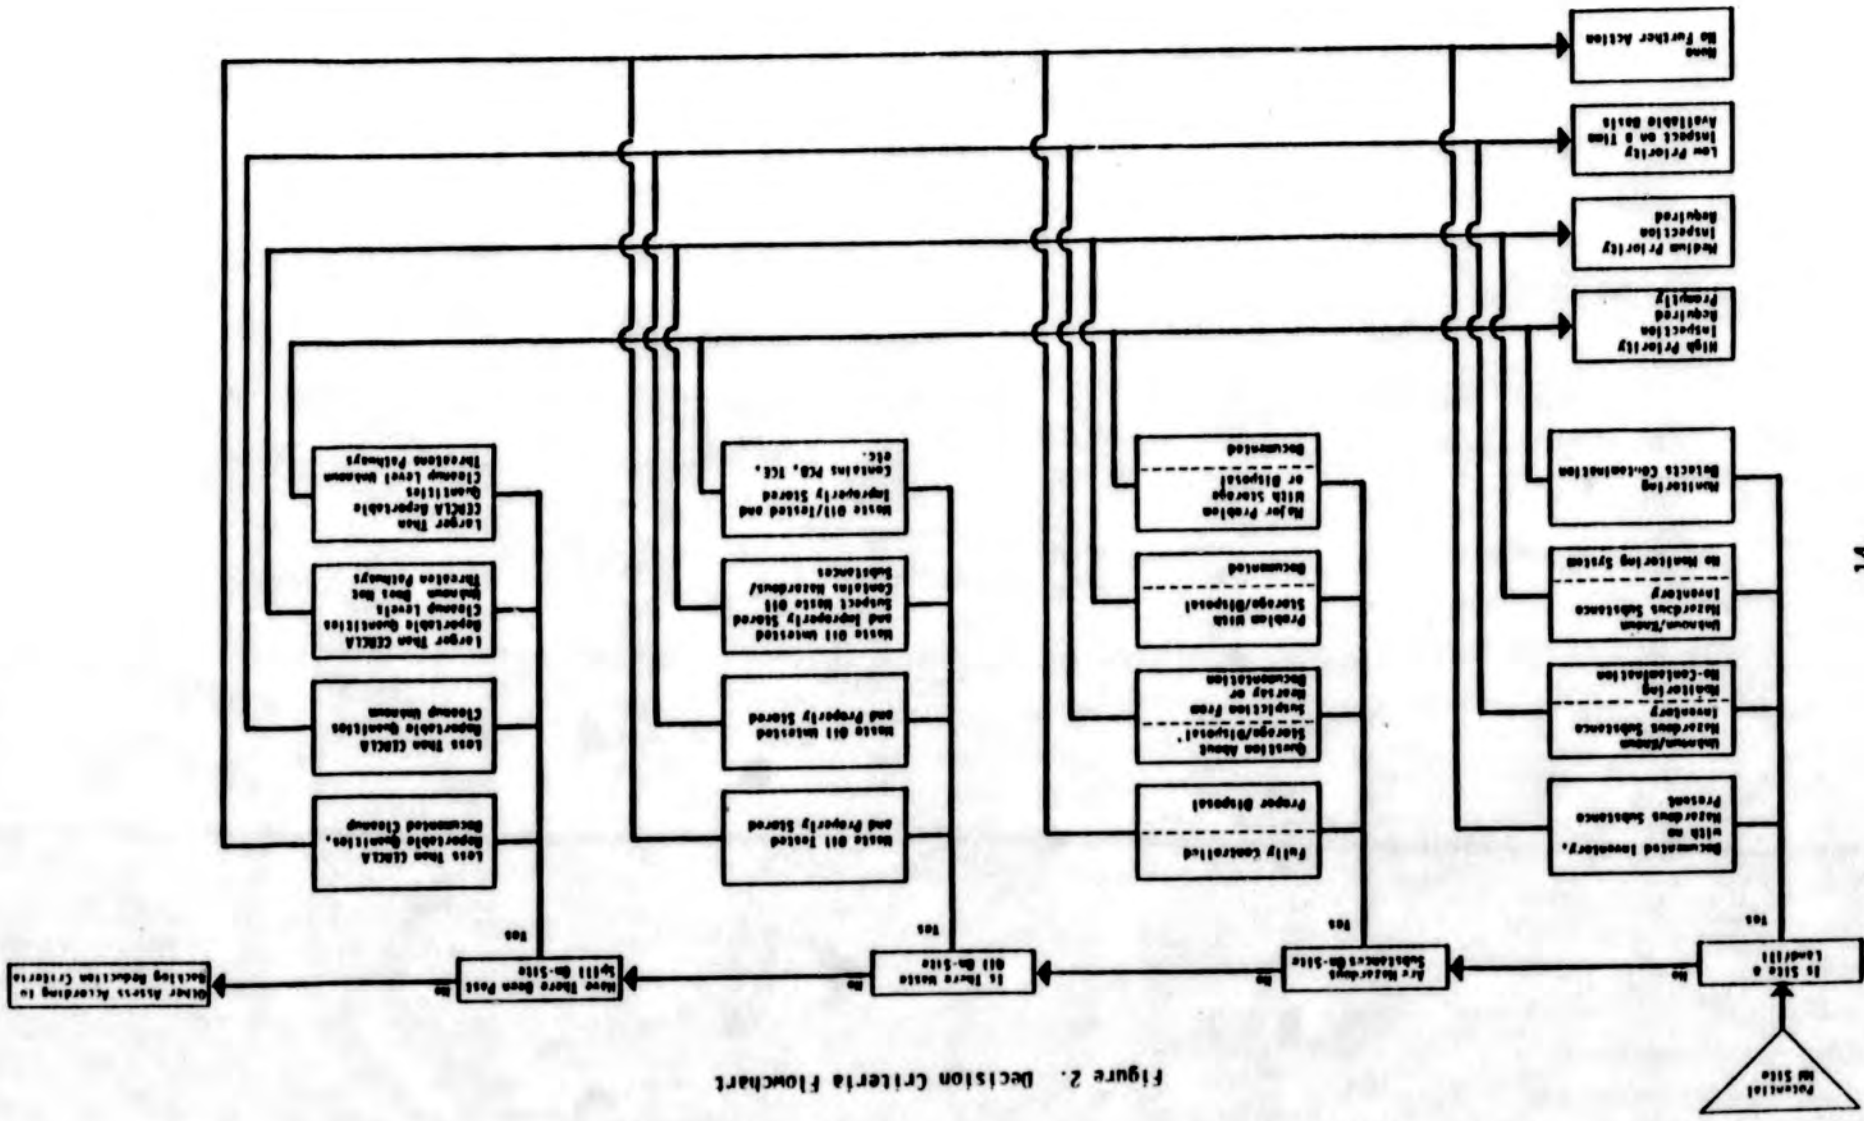 Figure 2. Decision Criteria Flowchart
Potential
HW Site
Is Site a
Landfill
No
Yes
Are Hazardous
Substances On-Site
No
Yes
Is There Waste
Oil On-Site
No
Yes
Have There Been Past
Spill On-Site
No
Yes
Other Assess According to
Backlog Reduction Criteria
Documented Inventory,
with no
Hazardous Substance
Present
Unknown/Known
Hazardous Substance
Inventory
Monitoring
No-Contamination
Unknown/Known
Hazardous Substance
Inventory
No Monitoring System
Monitoring
Detects Contamination
Fully Controlled
Proper Disposal
Question About
Storage/Disposal
Suspiction From
Hearsay or
Documentation
Problem With
Storage/Disposal
Documented
Major Problem
With Storage
or Disposal
Documented
Waste Oil Tested
and Properly Stored
Waste Oil Untested
and Properly Stored
Waste Oil Untested
and Improperly Stored
Suspect Waste Oil
Contains Hazardous/
Substances
Waste Oil/Tested and
Improperly Stored
Contains PCB, TCE,
etc.
Less Than CERCLA
Reportable Quantities,
Documented Cleanup
Less Than CERCLA
Reportable Quantities
Cleanup Unknown
Larger Than CERCLA
Reportable Quantities
Cleanup Levels
Unknown Does Not
Threaten Pathways
Larger Than
CERCLA Reportable
Quantities
Cleanup Level Unknown
Threatens Pathways
High Priority
Inspection
Required
Promptly
Medium Priority
Inspection
Required
Low Priority
Inspect on a Time
Available Basis
None
No Further Action
14